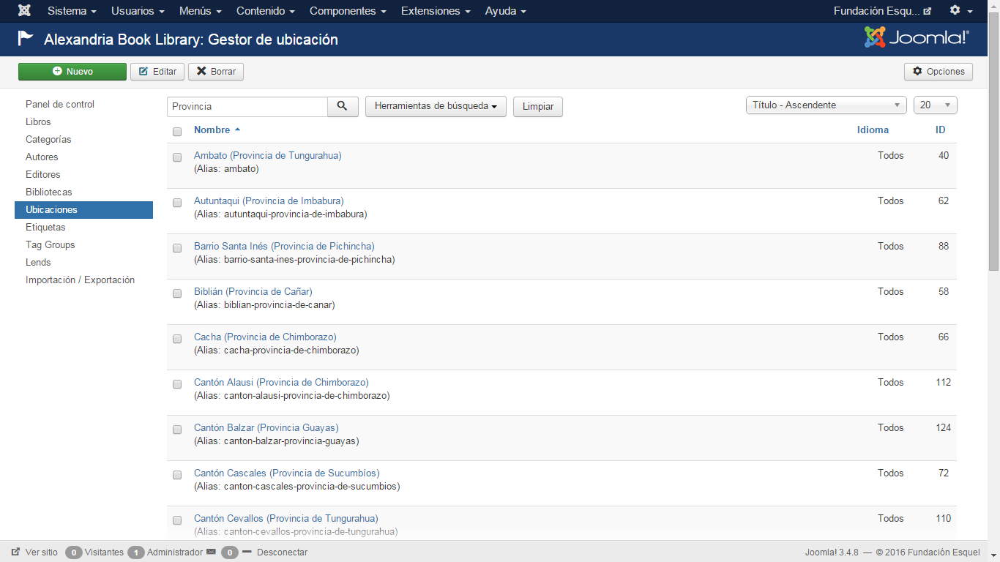 Sistema Usuarios Menús Contenido Componentes Extensiones Ayuda Fundación Esqu...
Alexandria Book Library: Gestor de ubicación Joomla!®
Nuevo Editar Borrar Opciones
Panel de control
Libros
Categorías
Autores
Editores
Bibliotecas
Ubicaciones
Etiquetas
Tag Groups
Lends
Importación / Exportación
Provincia Herramientas de búsqueda Limpiar Título - Ascendente 20
Nombre Idioma ID
Ambato (Provincia de Tungurahua) Todos 40
(Alias: ambato)
Autuntaqui (Provincia de Imbabura) Todos 62
(Alias: autuntaqui-provincia-de-imbabura)
Barrio Santa Inés (Provincia de Pichincha) Todos 88
(Alias: barrio-santa-ines-provincia-de-pichincha)
Biblián (Provincia de Cañar) Todos 58
(Alias: biblian-provincia-de-canar)
Cacha (Provincia de Chimborazo) Todos 66
(Alias: cacha-provincia-de-chimborazo)
Cantón Alausi (Provincia de Chimborazo) Todos 112
(Alias: canton-alausi-provincia-de-chimborazo)
Cantón Balzar (Provincia Guayas) Todos 124
(Alias: canton-balzar-provincia-guayas)
Cantón Cascales (Provincia de Sucumbíos) Todos 72
(Alias: canton-cascales-provincia-de-sucumbios)
Cantón Cevallos (Provincia de Tungurahua) Todos 110
(Alias: canton-cevallos-provincia-de-tungurahua)
Ver sitio 0 Visitantes 1 Administrador 0 Desconectar Joomla! 3.4.8 — © 2016 Fundación Esquel